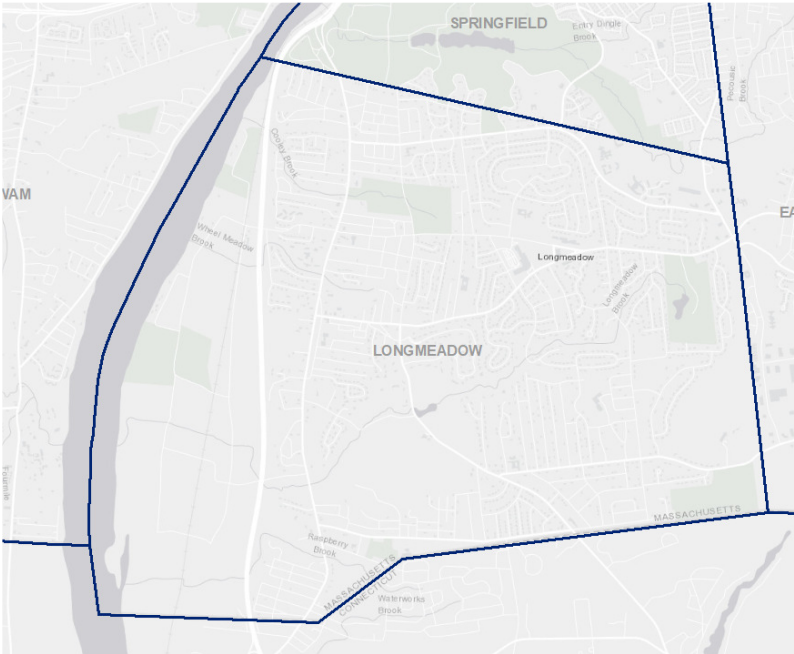 SPRINGFIELD
Entry Dingle
Brook
Pecousic
Brook
Cooley Brook
WAM
EA
Wheel Meadow
Brook
Longmeadow
Longmeadow
Brook
LONGMEADOW
MASSACHUSETTS
Raspberry
Brook
MASSACHUSETTS
CONNECTICUT
Waterworks
Brook